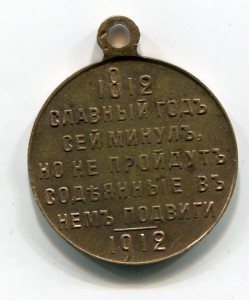 1812
СЛАВНЫЙ ГОДЪ
СЕЙ МИНУЛЪ,
НО НЕ ПРОЙДУТЪ
СОДѢЯННЫЕ ВЪ
НЕМЪ ПОДВИГИ
1912